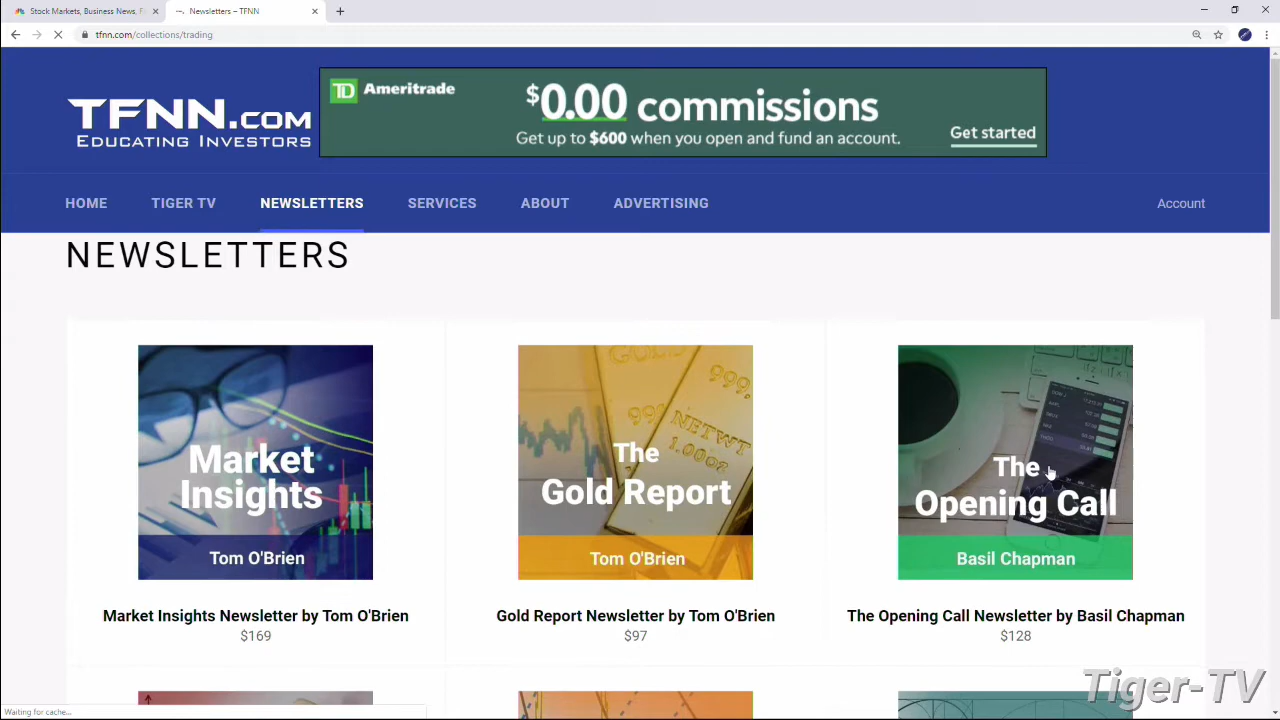 Stock Markets, Business News, F
Newsletters – TFNN
tfnn.com/collections/trading
TFNN.COM
EDUCATING INVESTORS
TD Ameritrade
$0.00 commissions
Get up to $600 when you open and fund an account.
Get started
HOME
TIGER TV
NEWSLETTERS
SERVICES
ABOUT
ADVERTISING
Account
NEWSLETTERS
Market
Insights
Tom O'Brien
The
Gold Report
Tom O'Brien
The
Opening Call
Basil Chapman
Market Insights Newsletter by Tom O'Brien
$169
Gold Report Newsletter by Tom O'Brien
$97
The Opening Call Newsletter by Basil Chapman
$128
Tiger-TV
Waiting for cache...